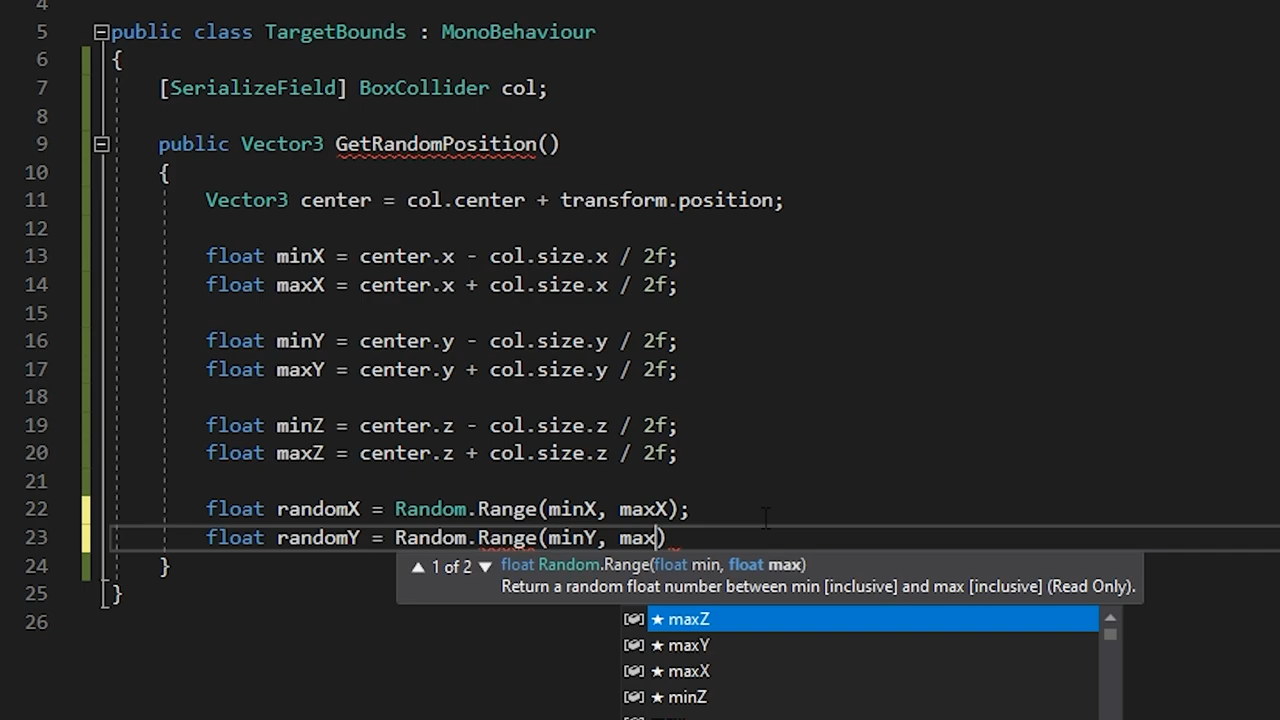 4
5 public class TargetBounds : MonoBehaviour
6 {
7 [SerializeField] BoxCollider col;
8
9 public Vector3 GetRandomPosition()
10 {
11 Vector3 center = col.center + transform.position;
12
13 float minX = center.x - col.size.x / 2f;
14 float maxX = center.x + col.size.x / 2f;
15
16 float minY = center.y - col.size.y / 2f;
17 float maxY = center.y + col.size.y / 2f;
18
19 float minZ = center.z - col.size.z / 2f;
20 float maxZ = center.z + col.size.z / 2f;
21
22 float randomX = Random.Range(minX, maxX);
23 float randomY = Random.Range(minY, max)
24 }
▲ 1 of 2 ▼ float Random.Range(float min, float max)
Return a random float number between min [inclusive] and max [inclusive] (Read Only).
25 }
26
★ maxZ
★ maxY
★ maxX
★ minZ